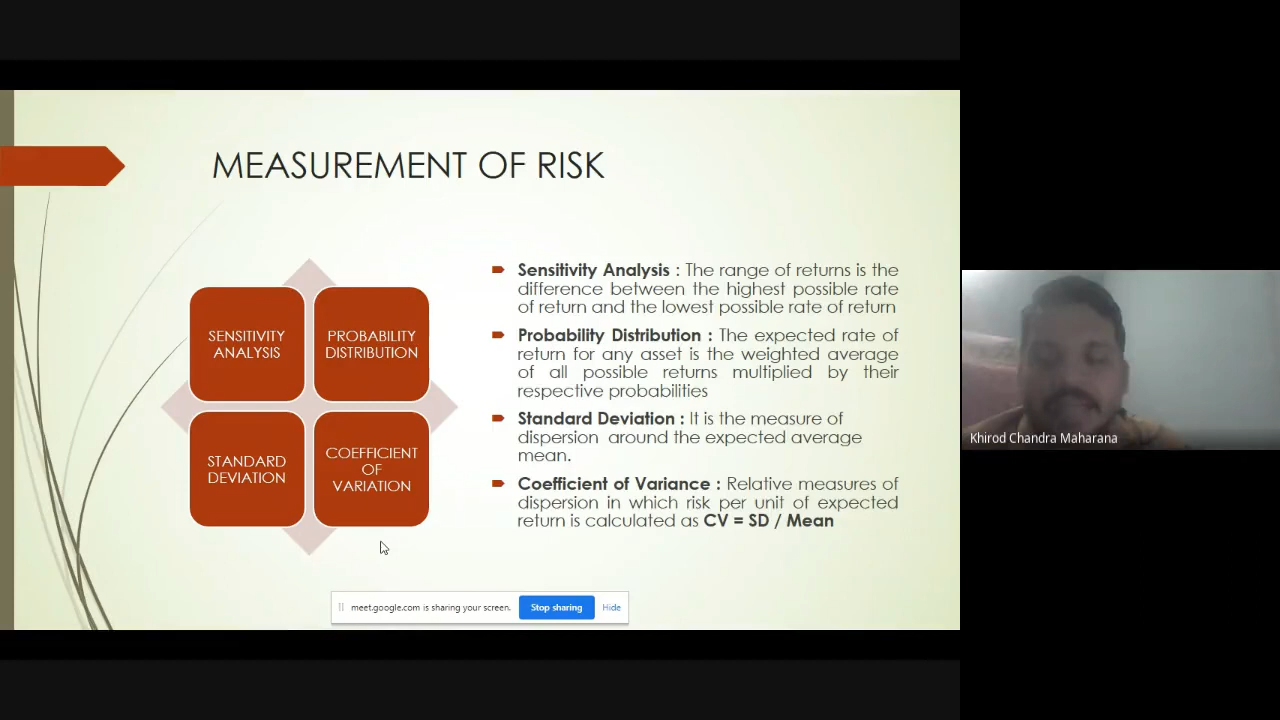 MEASUREMENT OF RISK
SENSITIVITY
ANALYSIS
PROBABILITY
DISTRIBUTION
STANDARD
DEVIATION
COEFFICIENT
OF
VARIATION
Sensitivity Analysis : The range of returns is the
difference between the highest possible rate
of return and the lowest possible rate of return
Probability Distribution : The expected rate of
return for any asset is the weighted average
of all possible returns multiplied by their
respective probabilities
Standard Deviation : It is the measure of
dispersion around the expected average
mean.
Coefficient of Variance : Relative measures of
dispersion in which risk per unit of expected
return is calculated as CV = SD / Mean
meet.google.com is sharing your screen. Stop sharing Hide
Khirod Chandra Maharana